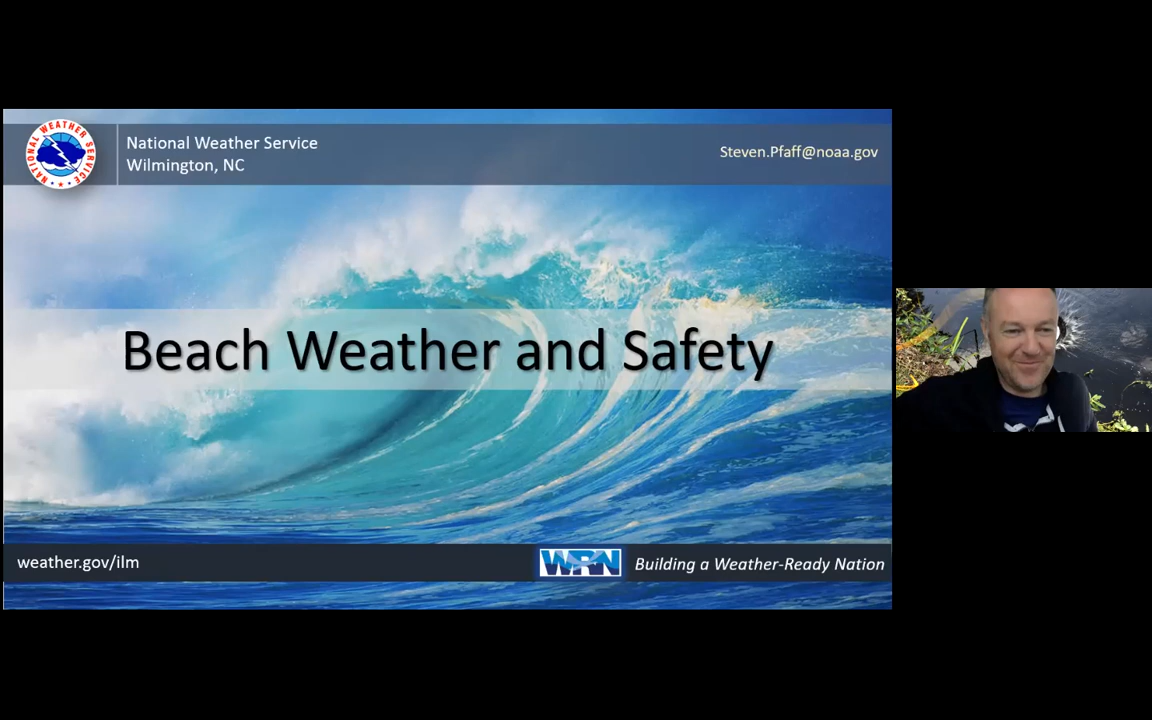 NATIONAL WEATHER SERVICE
National Weather Service
Wilmington, NC
Steven.Pfaff@noaa.gov
Beach Weather and Safety
weather.gov/ilm
WRN
Building a Weather-Ready Nation